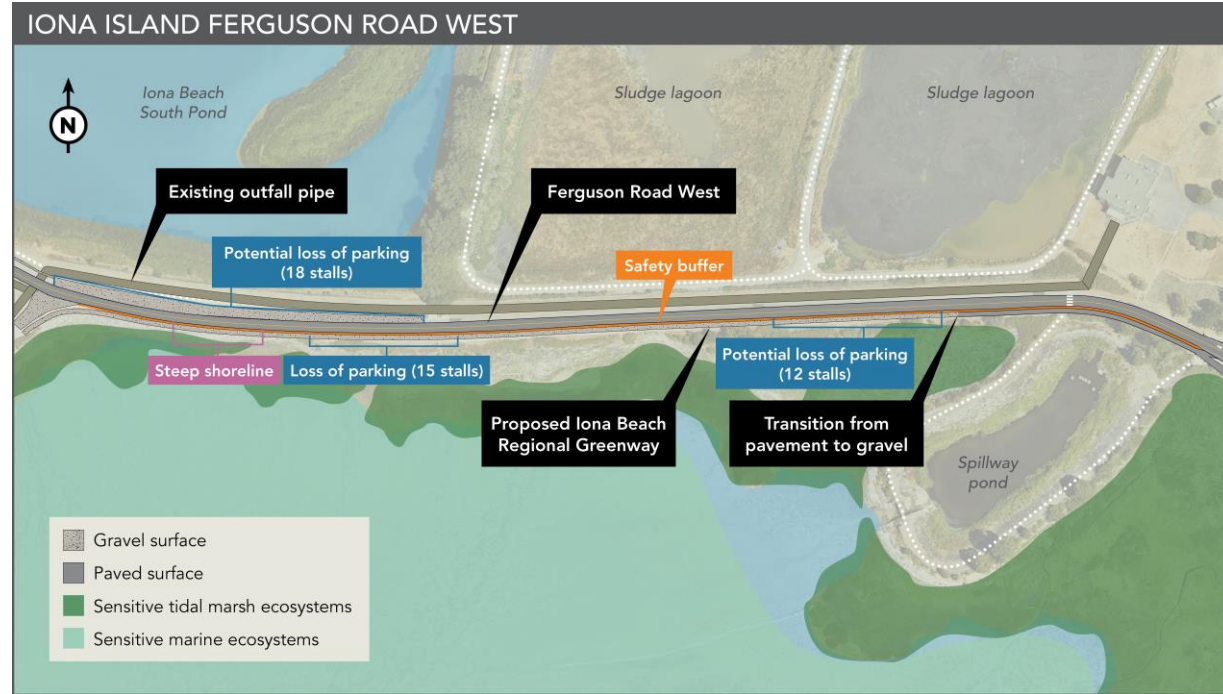 IONA ISLAND FERGUSON ROAD WEST
N
Iona Beach
South Pond
Sludge lagoon
Sludge lagoon
Existing outfall pipe
Ferguson Road West
Potential loss of parking
(18 stalls)
Safety buffer
Steep shoreline
Loss of parking (15 stalls)
Potential loss of parking
(12 stalls)
Proposed Iona Beach
Regional Greenway
Transition from
pavement to gravel
Spillway
pond
Gravel surface
Paved surface
Sensitive tidal marsh ecosystems
Sensitive marine ecosystems